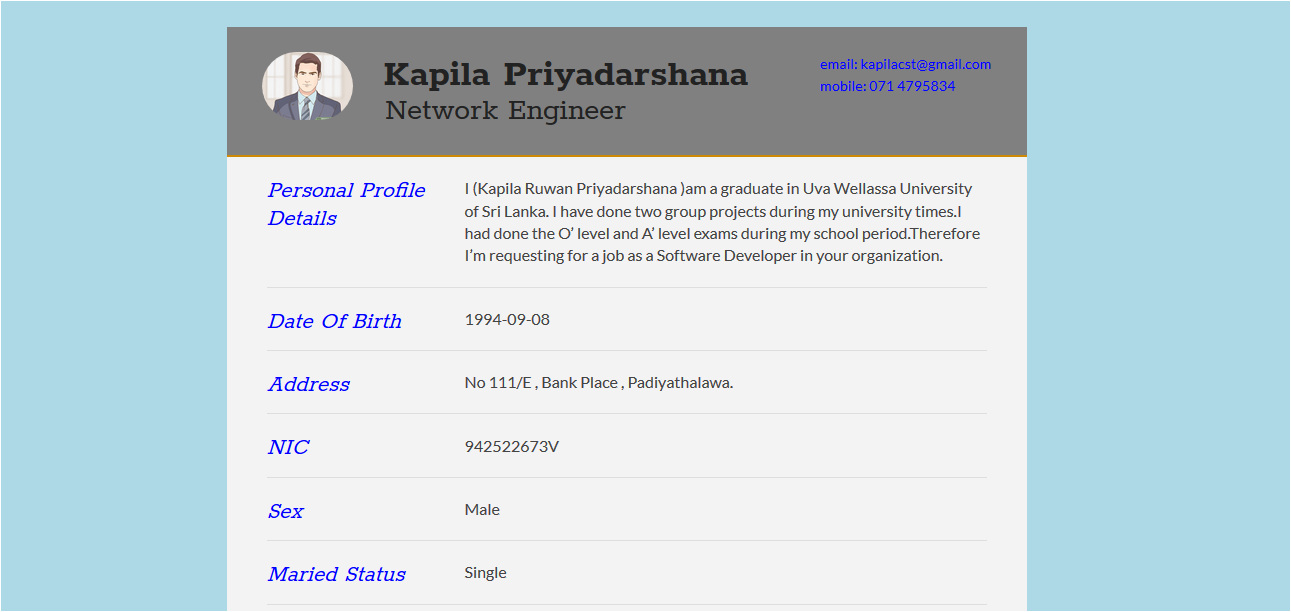 Kapila Priyadarshana
Network Engineer
email: kapilacst@gmail.com
mobile: 071 4795834
Personal Profile
Details
I (Kapila Ruwan Priyadarshana )am a graduate in Uva Wellassa University
of Sri Lanka. I have done two group projects during my university times.I
had done the O’ level and A’ level exams during my school period.Therefore
I’m requesting for a job as a Software Developer in your organization.
Date Of Birth
1994-09-08
Address
No 111/E , Bank Place , Padiyathalawa.
NIC
942522673V
Sex
Male
Maried Status
Single